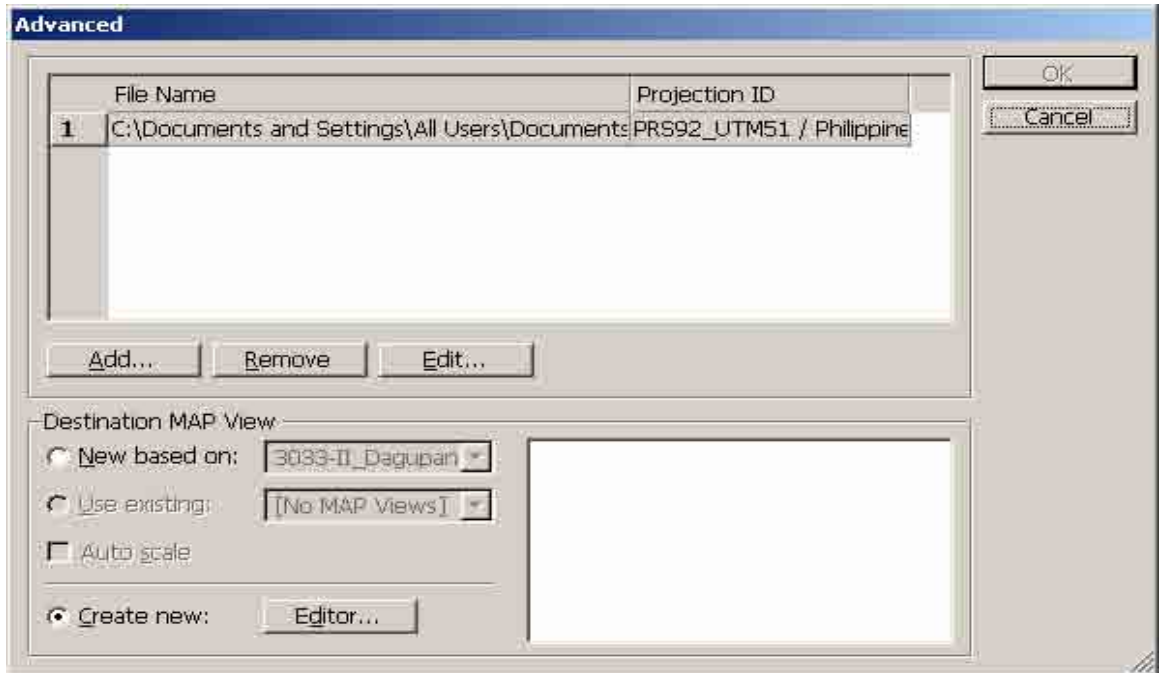 Advanced
File Name Projection ID
1 C:\Documents and Settings\All Users\Documents PRS92_UTM51 / Philippine
OK
Cancel
Add... Remove Edit...
Destination MAP View
New based on: 3033-II_Dagupan
Use existing: [No MAP Views]
Auto scale
Create new: Editor...